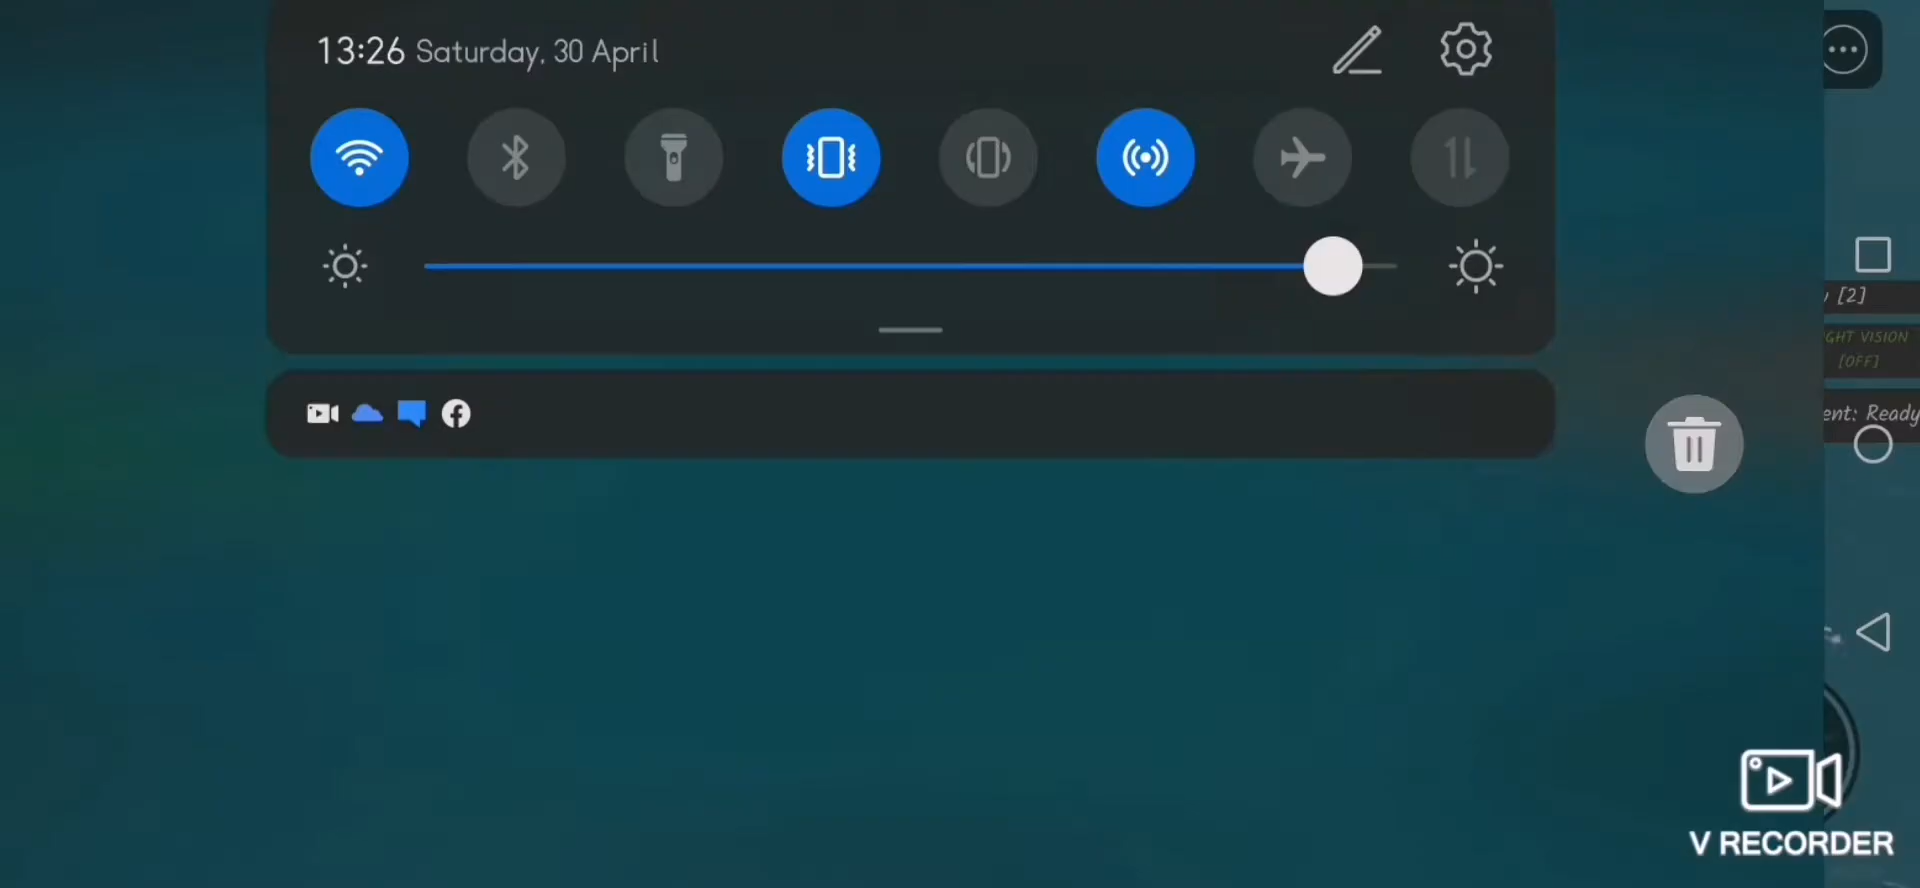 13:26 Saturday, 30 April
[2]
GHT VISION
[OFF]
ent: Ready
V RECORDER